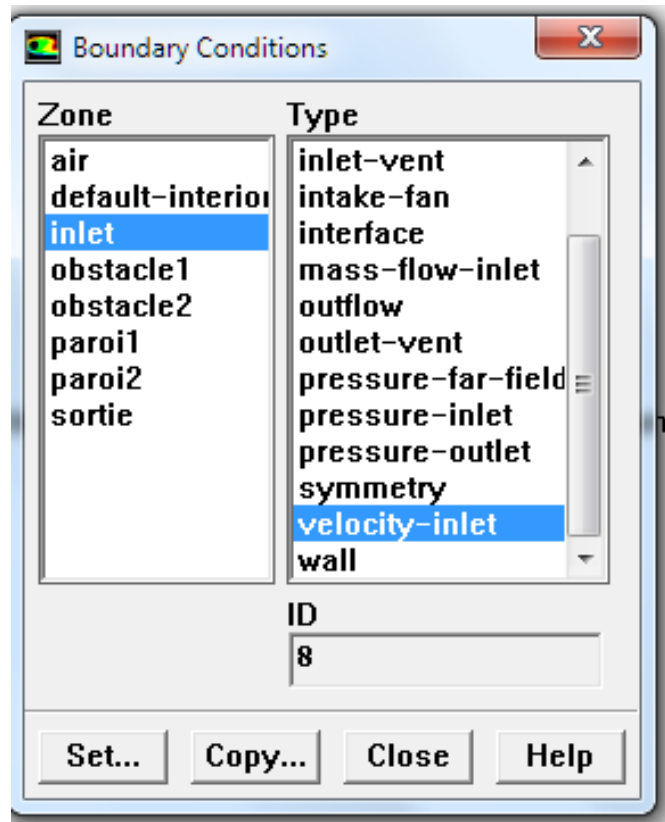 Boundary Conditions
Zone
air
default-interior
inlet
obstacle1
obstacle2
paroi1
paroi2
sortie
Type
inlet-vent
intake-fan
interface
mass-flow-inlet
outflow
outlet-vent
pressure-far-field
pressure-inlet
pressure-outlet
symmetry
velocity-inlet
wall
ID
8
Set...
Copy...
Close
Help